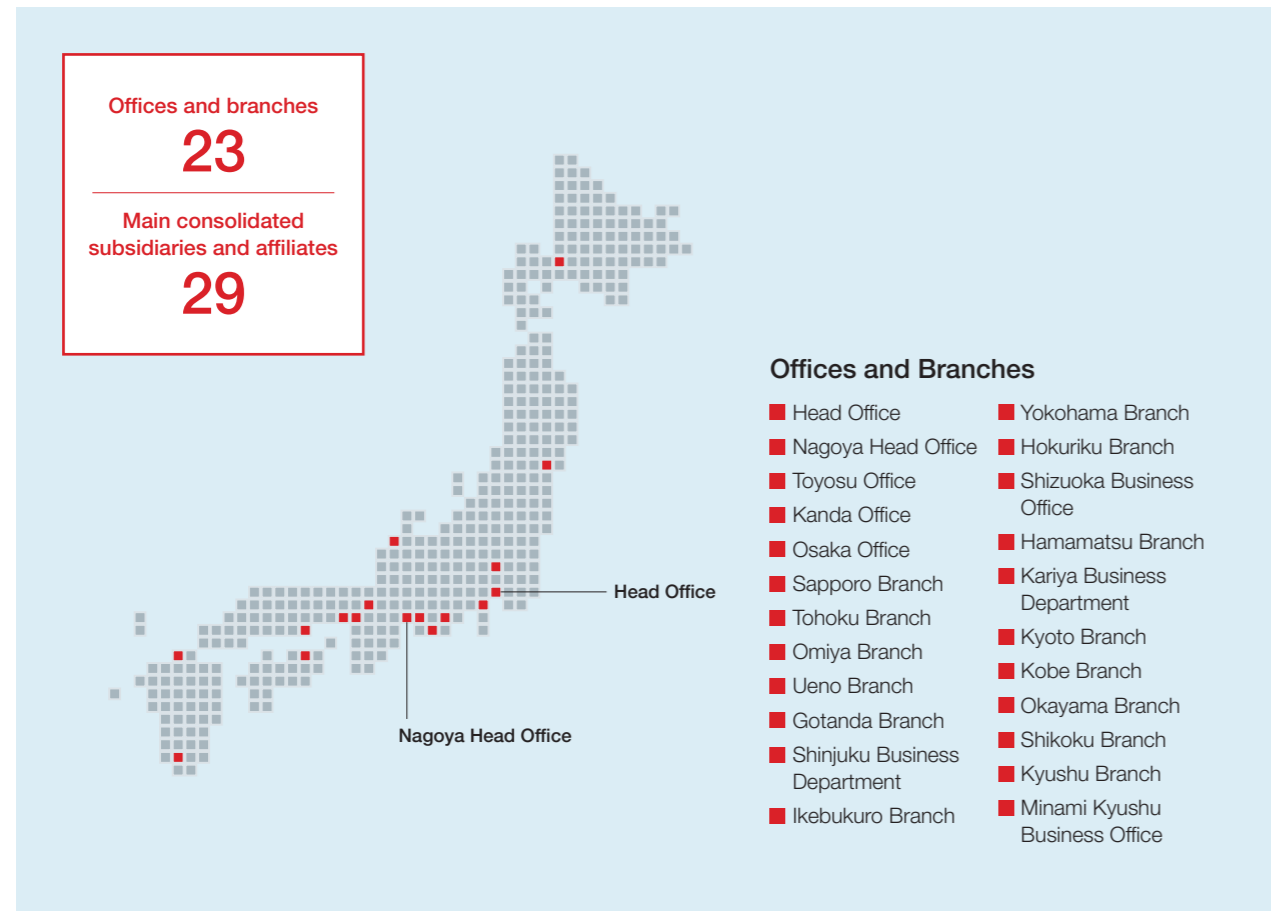 Offices and branches
23
Main consolidated
subsidiaries and affiliates
29
Head Office
Nagoya Head Office
Offices and Branches
Head Office
Nagoya Head Office
Toyosu Office
Kanda Office
Osaka Office
Sapporo Branch
Tohoku Branch
Omiya Branch
Ueno Branch
Gotanda Branch
Shinjuku Business
Department
Ikebukuro Branch
Yokohama Branch
Hokuriku Branch
Shizuoka Business
Office
Hamamatsu Branch
Kariya Business
Department
Kyoto Branch
Kobe Branch
Okayama Branch
Shikoku Branch
Kyushu Branch
Minami Kyushu
Business Office